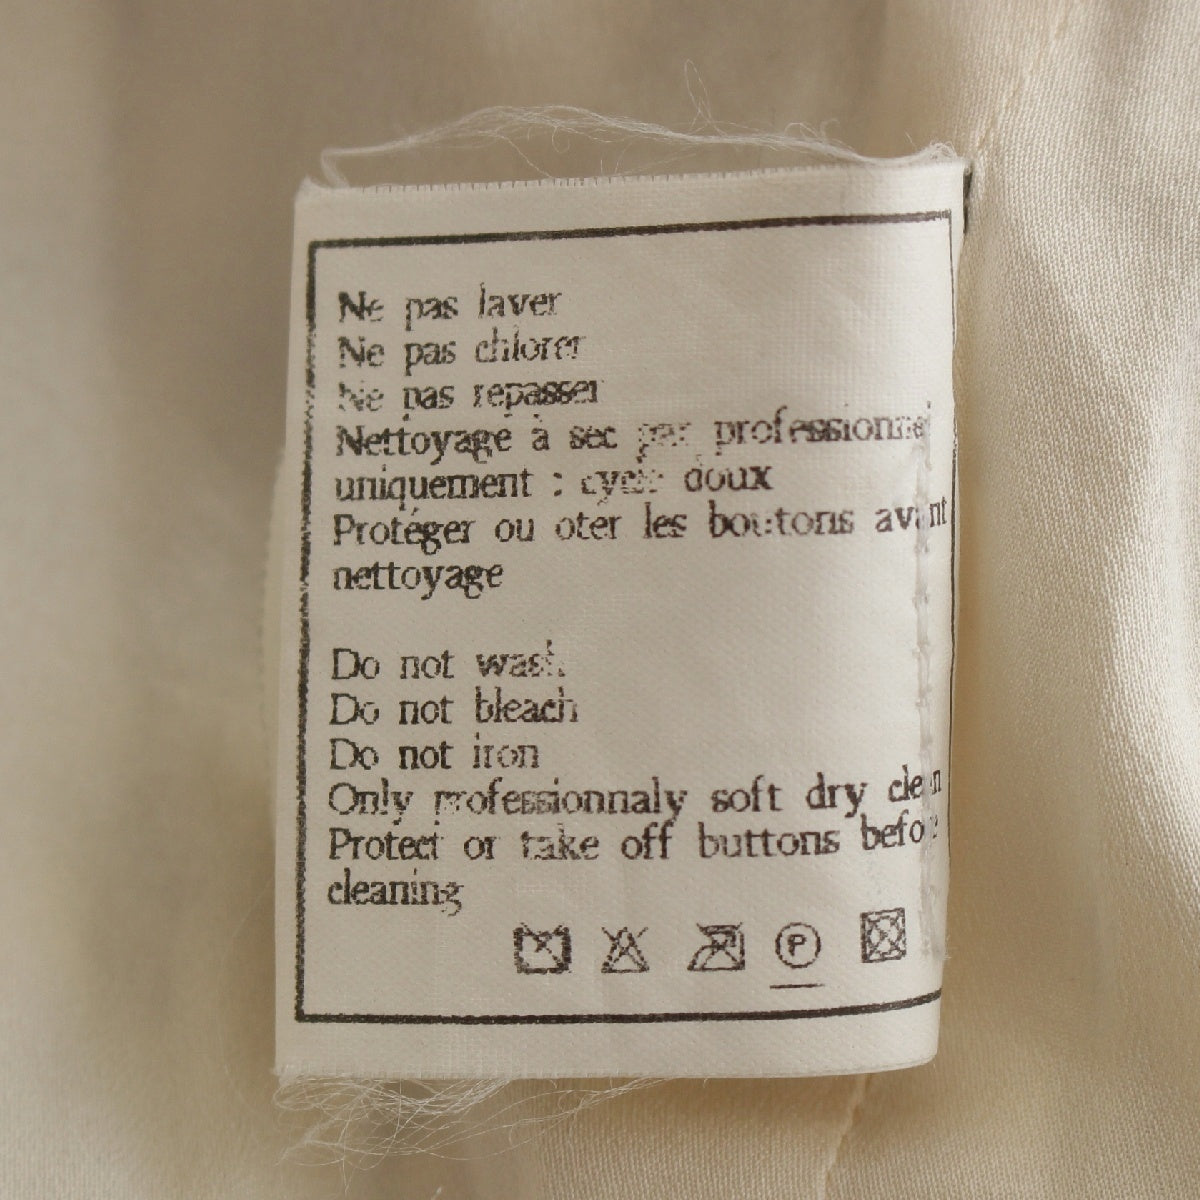 Ne pas laver
Ne pas chlorer
Ne pas repasser
Nettoyage à sec par professionnel
uniquement : cycle doux
Protéger ou oter les boutons avant
nettoyage
Do not wash
Do not bleach
Do not iron
Only professionnaly soft dry clean
Protect or take off buttons before
cleaning
P